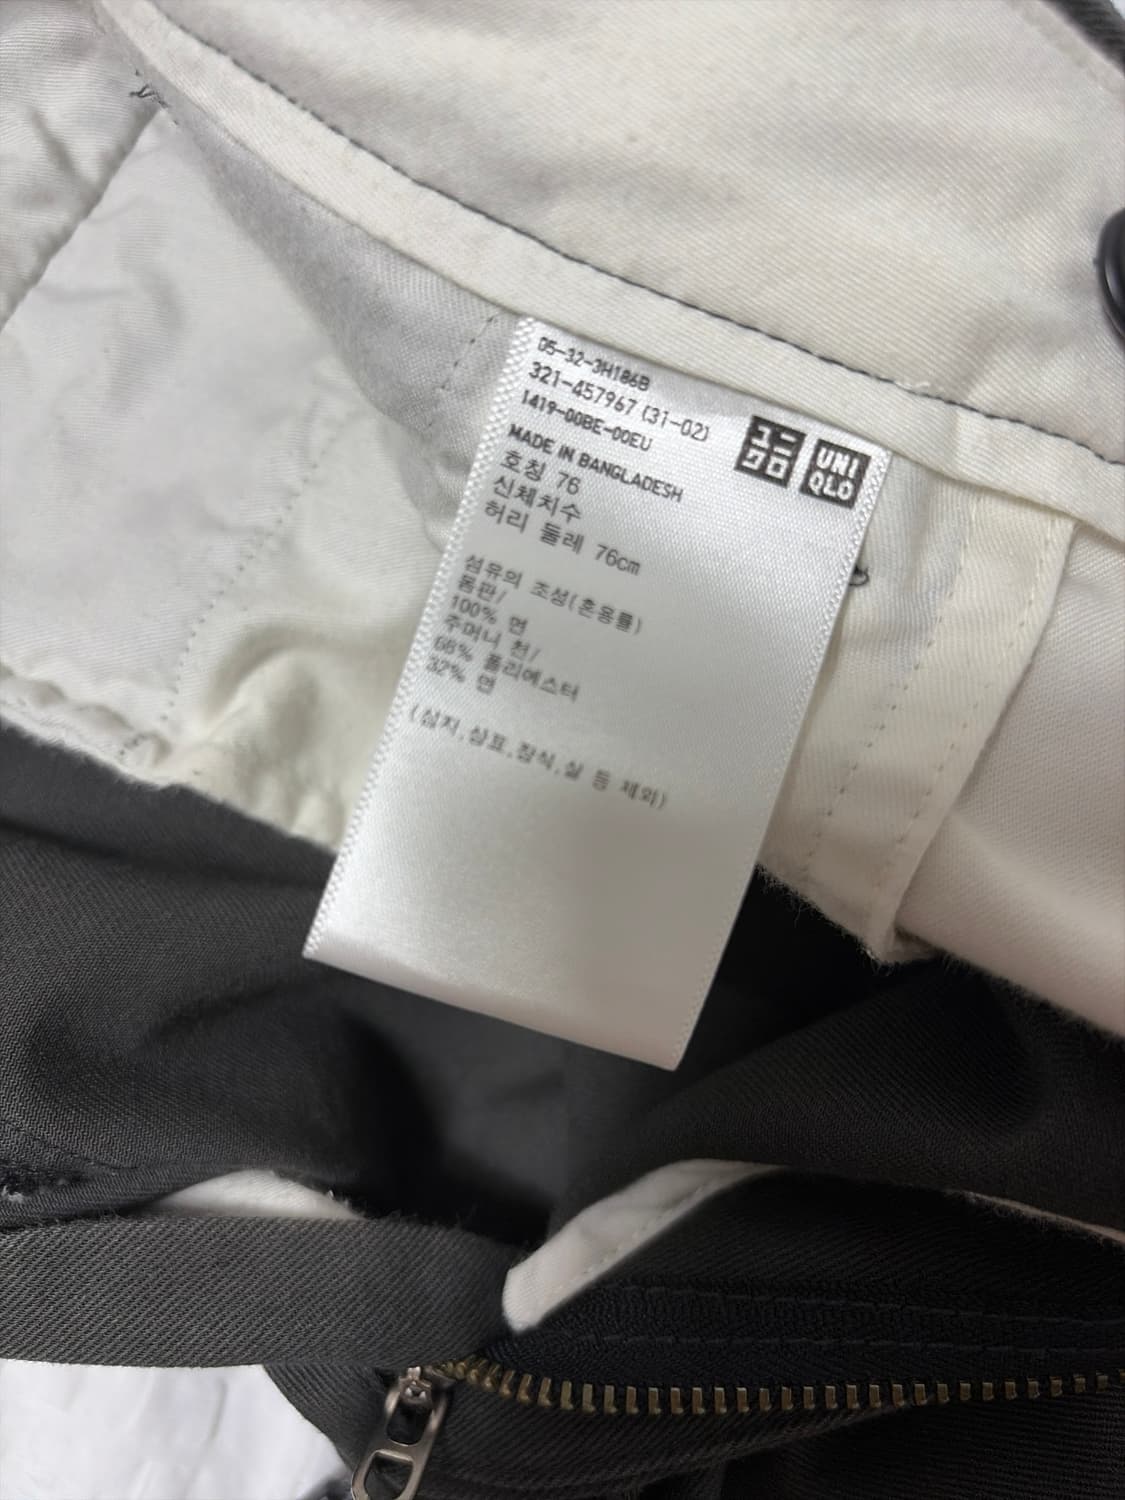 05-32-3H186B
321-457967 (31-02)
1419-00BE-00EU
MADE IN BANGLADESH
호칭 76
신체치수
허리 둘레 76cm
섬유의 조성(혼용률)
몸판/
100% 면
주머니 천/
68% 폴리에스터
32% 면
(심지,상표,장식,실 등 제외)
ユニ
クロ
UNI
QLO